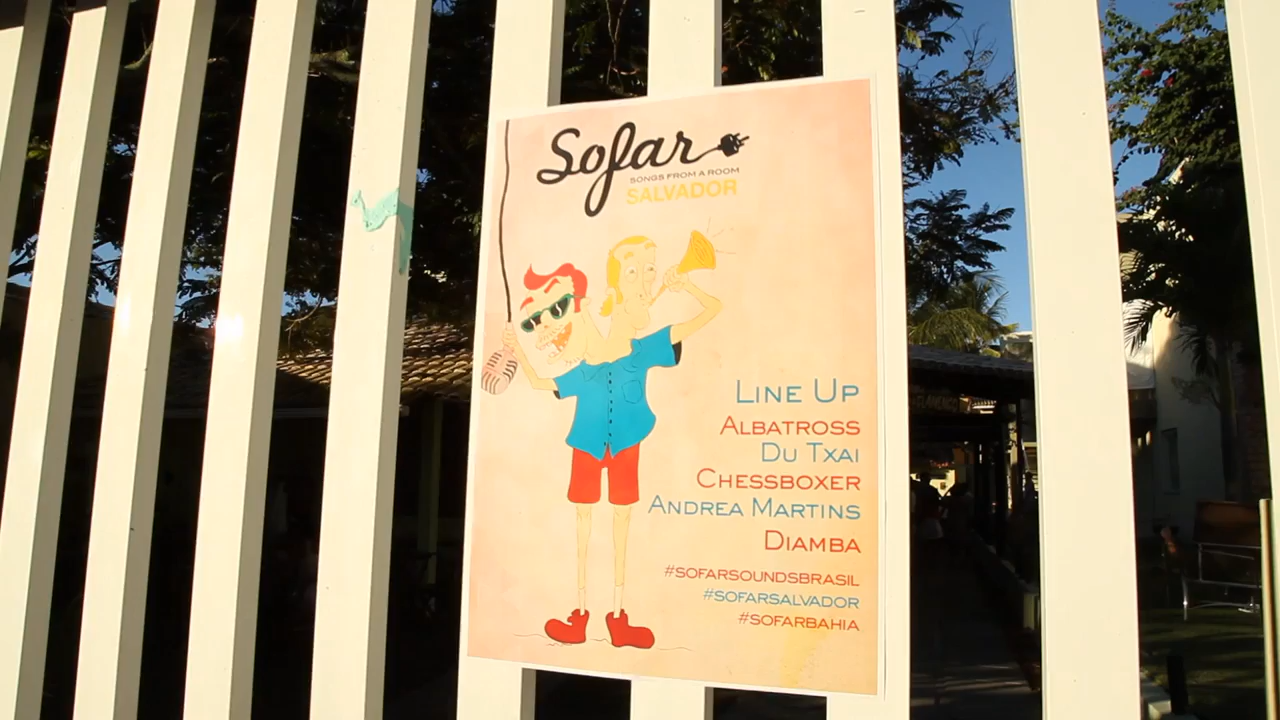 Sofar
SONGS FROM A ROOM
SALVADOR
LINE UP
ALBATROSS
DU TXAI
CHESSBOXER
ANDREA MARTINS
DIAMBA
#SOFARSOUNDSBRASIL
#SOFARSALVADOR
#SOFARBAHIA